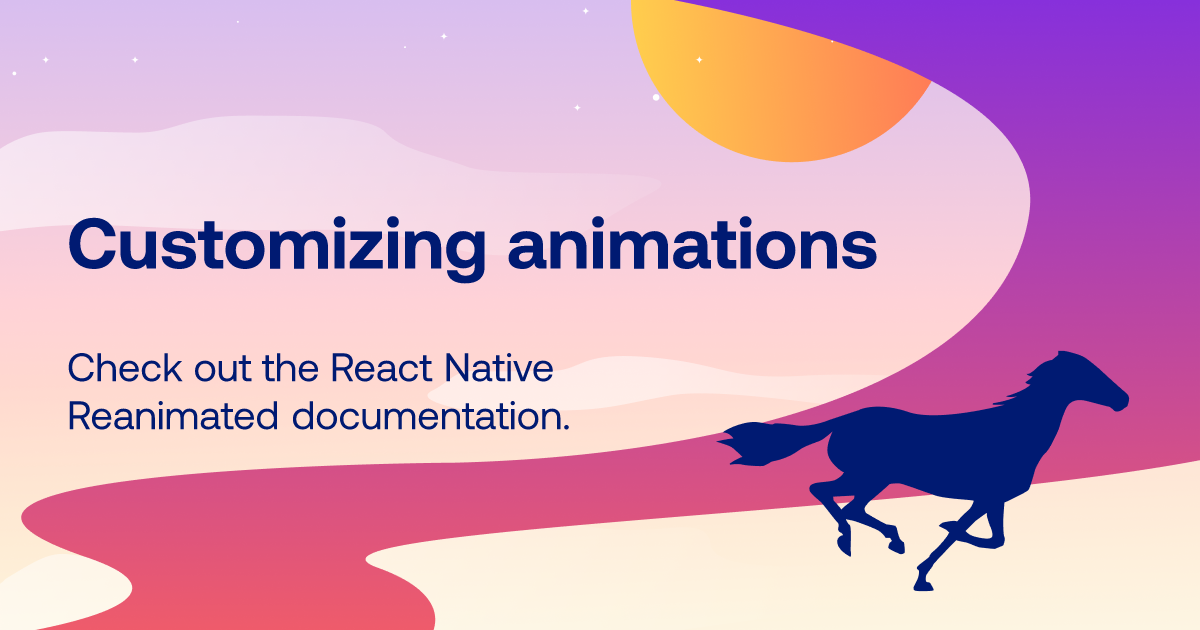 Customizing animations
Check out the React Native
Reanimated documentation.